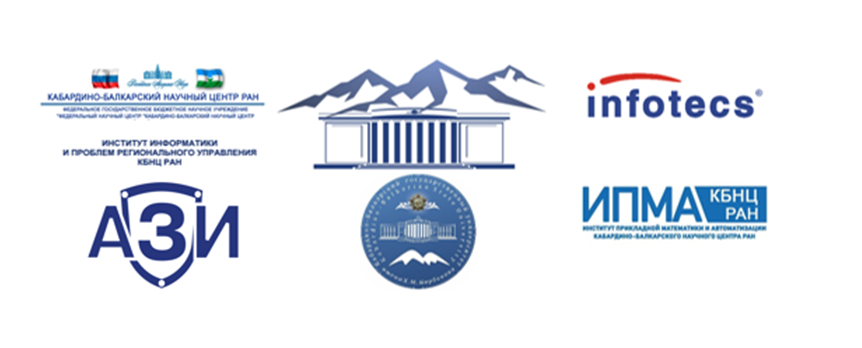 КАБАРДИНО-БАЛКАРСКИЙ НАУЧНЫЙ ЦЕНТР РАН
ФЕДЕРАЛЬНОЕ ГОСУДАРСТВЕННОЕ БЮДЖЕТНОЕ НАУЧНОЕ УЧРЕЖДЕНИЕ
"ФЕДЕРАЛЬНЫЙ НАУЧНЫЙ ЦЕНТР "КАБАРДИНО-БАЛКАРСКИЙ НАУЧНЫЙ ЦЕНТР
ИНСТИТУТ ИНФОРМАТИКИ
И ПРОБЛЕМ РЕГИОНАЛЬНОГО УПРАВЛЕНИЯ
КБНЦ РАН
АЗИ
infotecs®
ИПМА КБНЦ
РАН
ИНСТИТУТ ПРИКЛАДНОЙ МАТЕМАТИКИ И АВТОМАТИЗАЦИИ
КАБАРДИНО-БАЛКАРСКОГО НАУЧНОГО ЦЕНТРА РАН